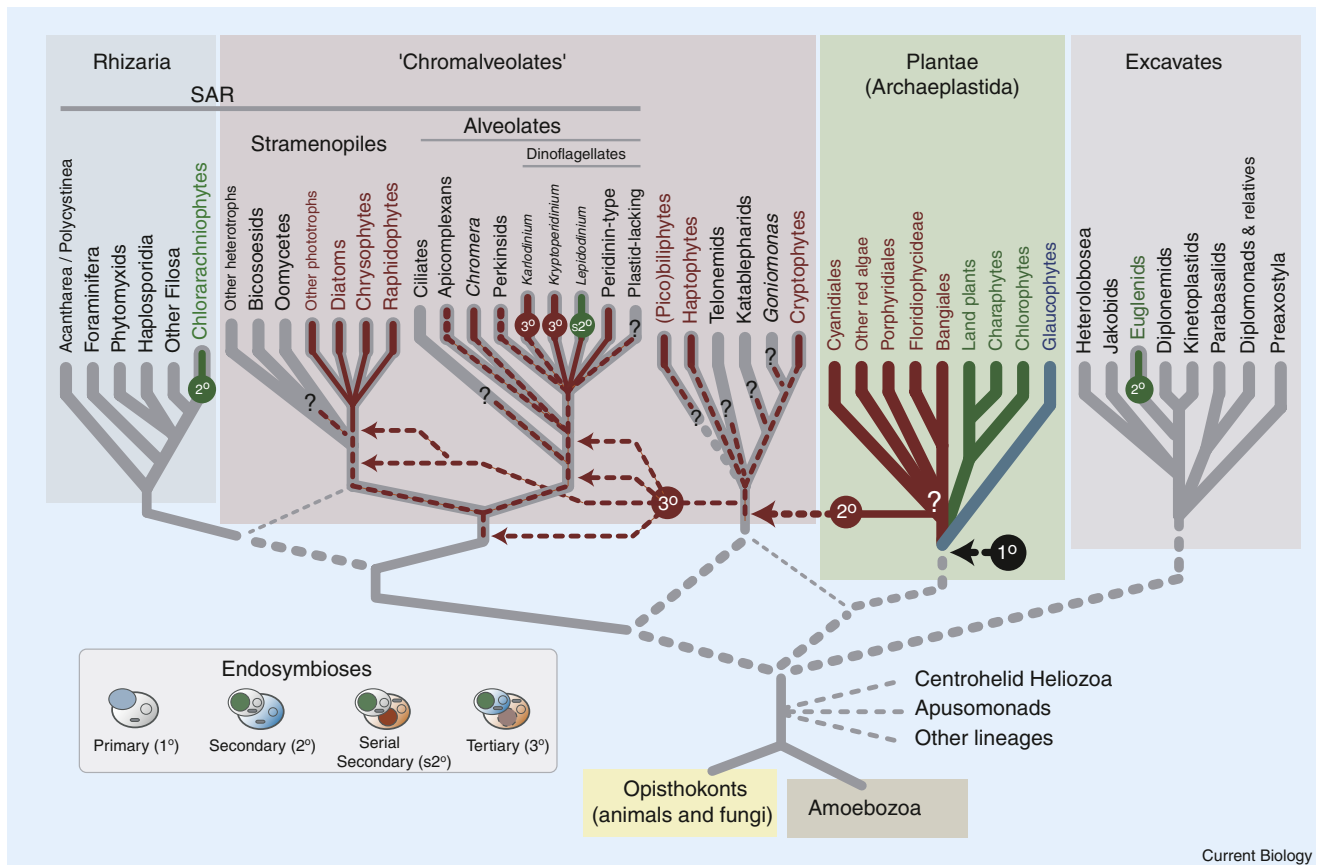 Rhizaria
'Chromalveolates'
Plantae
(Archaeplastida)
Excavates
SAR
Alveolates
Stramenopiles
Dinoflagellates
Acantharea / Polycystinea
Foraminifera
Phytomyxids
Haplosporidia
Other Filosa
Chlorarachniophytes
Other heterotrophs
Bicosoesids
Oomycetes
Other phototrophs
Diatoms
Chrysophytes
Raphidophytes
Ciliates
Apicomplexans
Chromera
Perkinsids
Karlodinium
Kryptoperidinium
Lepidodinium
Peridinin-type
Plastid-lacking
(Pico)biliphytes
Haptophytes
Telonemids
Katablepharids
Goniomonas
Cryptophytes
Cyanidiales
Other red algae
Porphyridiales
Floridiophycideae
Bangiales
Land plants
Charaphytes
Chlorophytes
Glaucophytes
Heterolobosea
Jakobids
Euglenids
Diplonemids
Kinetoplastids
Parabasalids
Diplomonads & relatives
Preaxostyla
3º
3º
s2º
?
?
2º
2º
?
?
?
?
?
?
3º
2º
?
1º
Endosymbioses
Primary (1º)
Secondary (2º)
Serial
Secondary (s2º)
Tertiary (3º)
Centrohelid Heliozoa
Apusomonads
Other lineages
Opisthokonts
(animals and fungi)
Amoebozoa
Current Biology